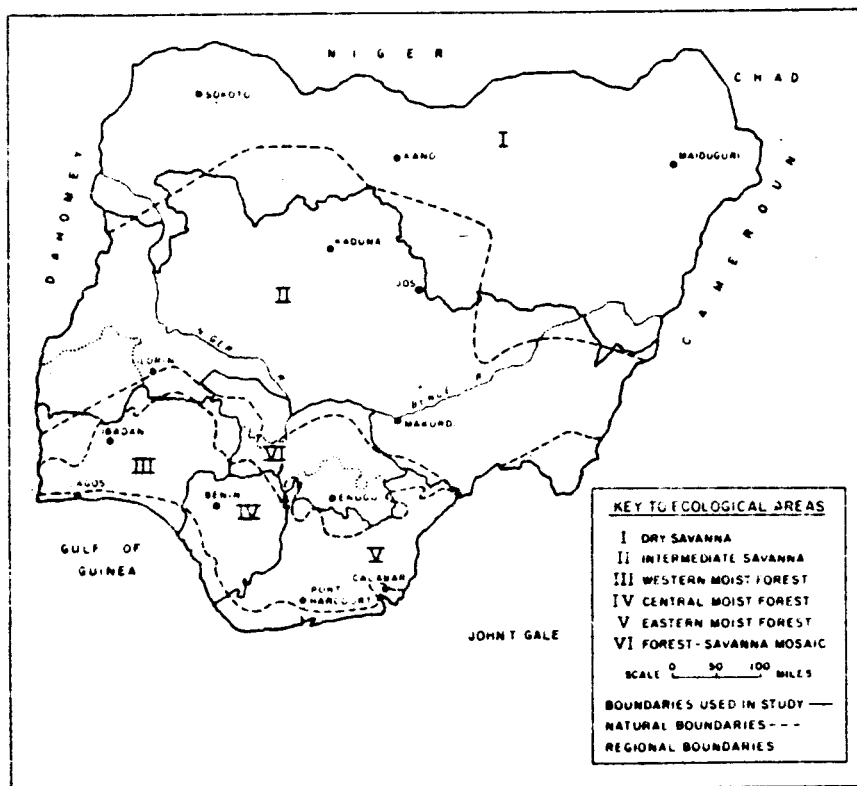 NIGER
CHAD
SOKOTO
I
KANO
MAIDUGURI
DAHOMEY
CAMEROUN
KADUNA
JOS
II
NIGER R
ILORIN
BENUE R
MAKURDI
IBADAN
VI
III
LAGOS
BENIN
IV
ENUGU
GULF OF
GUINEA
V
CALABAR
PORT
HARCOURT
JOHN T GALE
KEY TO ECOLOGICAL AREAS
I DRY SAVANNA
II INTERMEDIATE SAVANNA
III WESTERN MOIST FOREST
IV CENTRAL MOIST FOREST
V EASTERN MOIST FOREST
VI FOREST-SAVANNA MOSAIC
SCALE 0 50 100 MILES
BOUNDARIES USED IN STUDY
NATURAL BOUNDARIES
REGIONAL BOUNDARIES